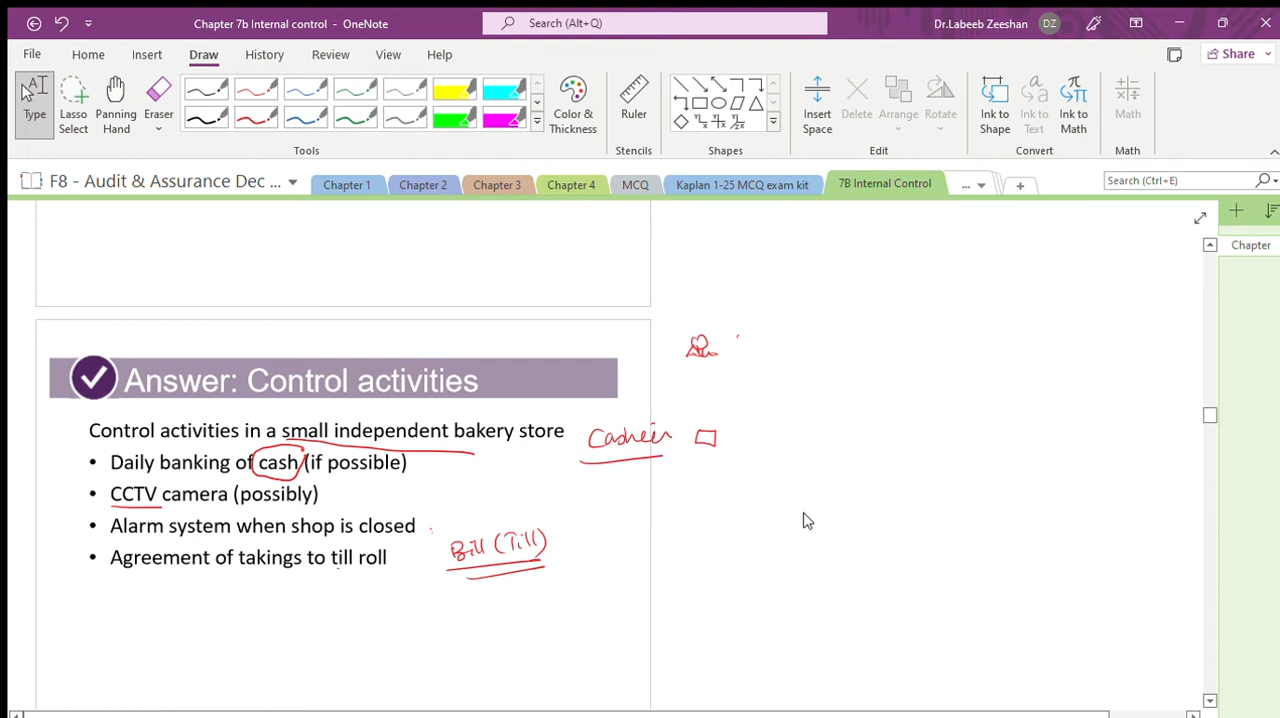 Chapter 7b Internal control - OneNote
Search (Alt+Q)
Dr.Labeeb Zeeshan
DZ
File
Home
Insert
Draw
History
Review
View
Help
Share
Type
Lasso Select
Panning Hand
Eraser
Color & Thickness
Ruler
Insert Space
Delete
Arrange
Rotate
Ink to Shape
Ink to Text
Ink to Math
Math
Tools
Stencils
Shapes
Edit
Convert
Math
F8 - Audit & Assurance Dec ...
Chapter 1
Chapter 2
Chapter 3
Chapter 4
MCQ
Kaplan 1-25 MCQ exam kit
7B Internal Control
...
Search (Ctrl+E)
Chapter
Answer: Control activities
Control activities in a small independent bakery store
Casheir
• Daily banking of cash (if possible)
• CCTV camera (possibly)
• Alarm system when shop is closed
• Agreement of takings to till roll
Bill (Till)